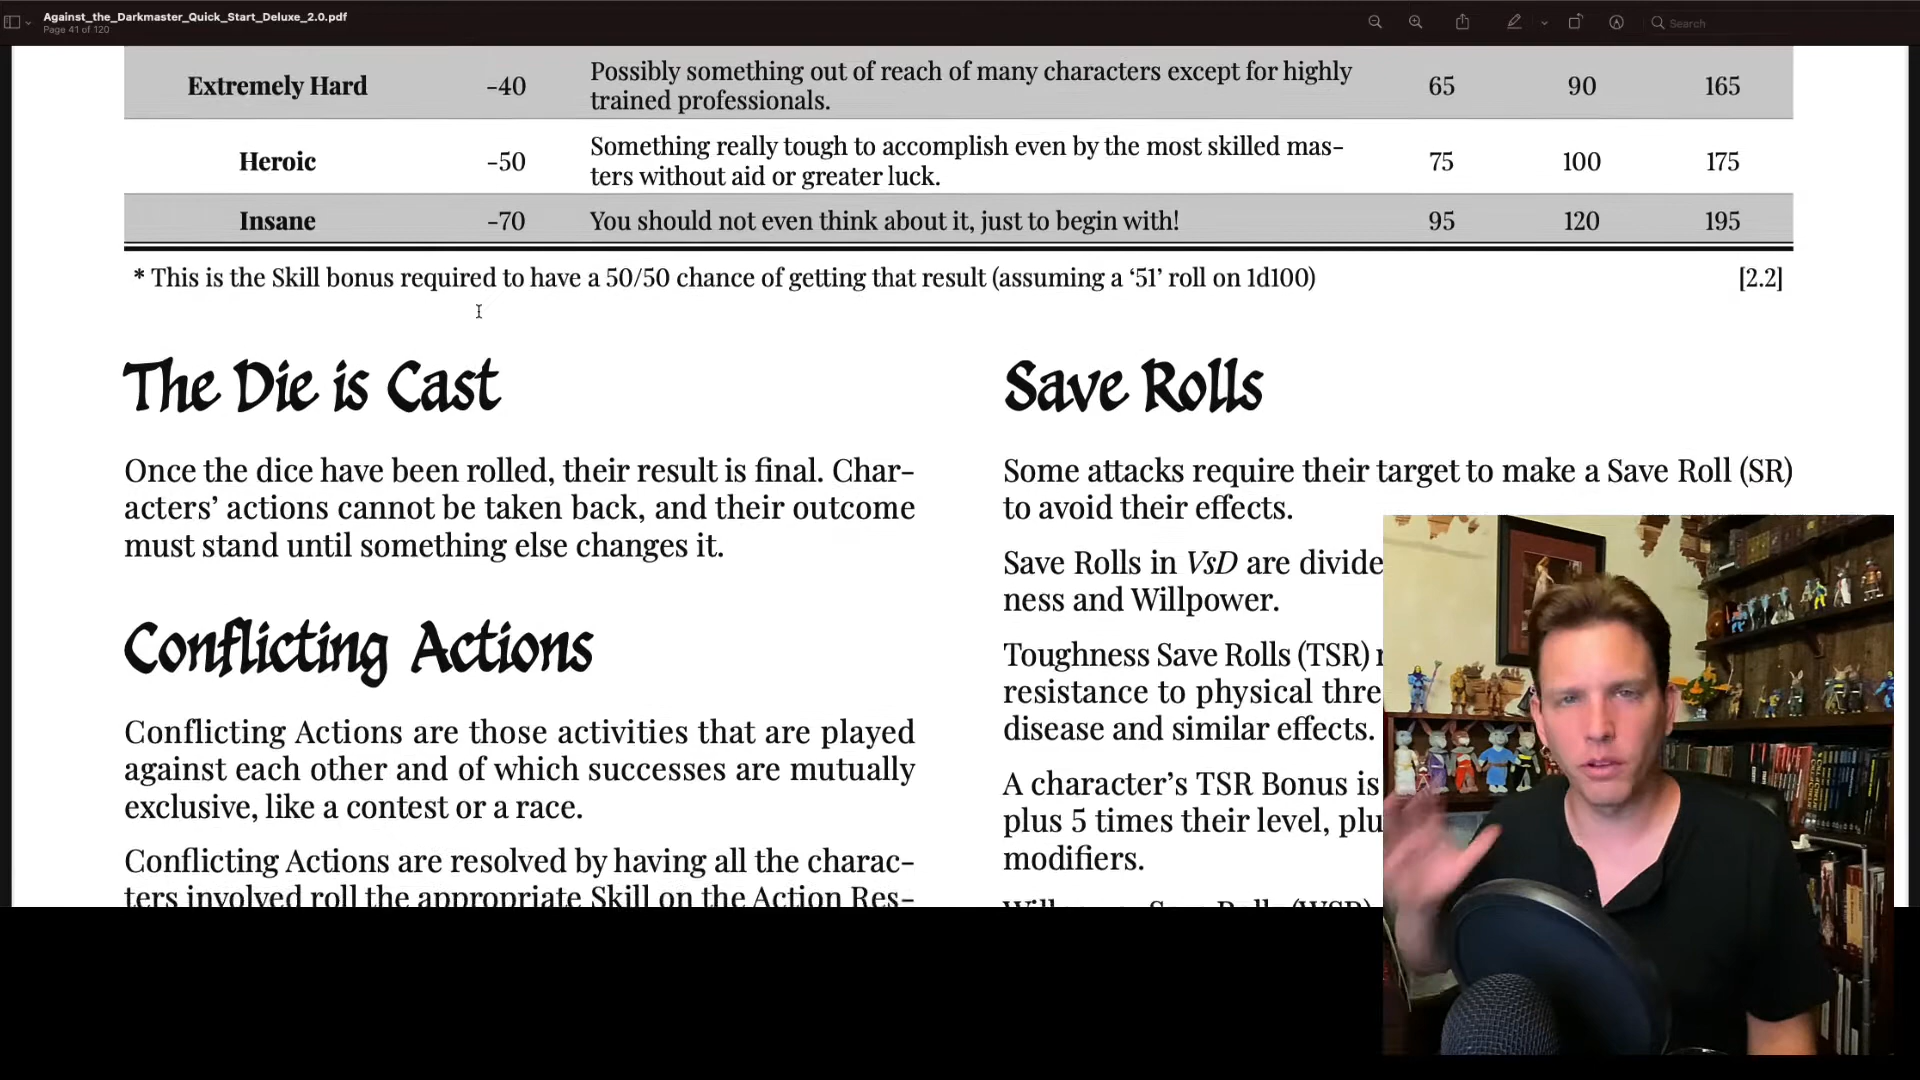 Against_the_Darkmaster_Quick_Start_Deluxe_2.0.pdf
Page 41 of 120
Search
Extremely Hard -40 Possibly something out of reach of many characters except for highly 65 90 165
trained professionals.
Heroic -50 Something really tough to accomplish even by the most skilled mas- 75 100 175
ters without aid or greater luck.
Insane -70 You should not even think about it, just to begin with! 95 120 195
* This is the Skill bonus required to have a 50/50 chance of getting that result (assuming a ‘51’ roll on 1d100) [2.2]
The Die is Cast
Once the dice have been rolled, their result is final. Char-
acters’ actions cannot be taken back, and their outcome
must stand until something else changes it.
Conflicting Actions
Conflicting Actions are those activities that are played
against each other and of which successes are mutually
exclusive, like a contest or a race.
Conflicting Actions are resolved by having all the charac-
ters involved roll the appropriate Skill on the Action Res-
Save Rolls
Some attacks require their target to make a Save Roll (SR)
to avoid their effects.
Save Rolls in VsD are divide
ness and Willpower.
Toughness Save Rolls (TSR)
resistance to physical thre
disease and similar effects.
A character’s TSR Bonus is
plus 5 times their level, plu
modifiers.